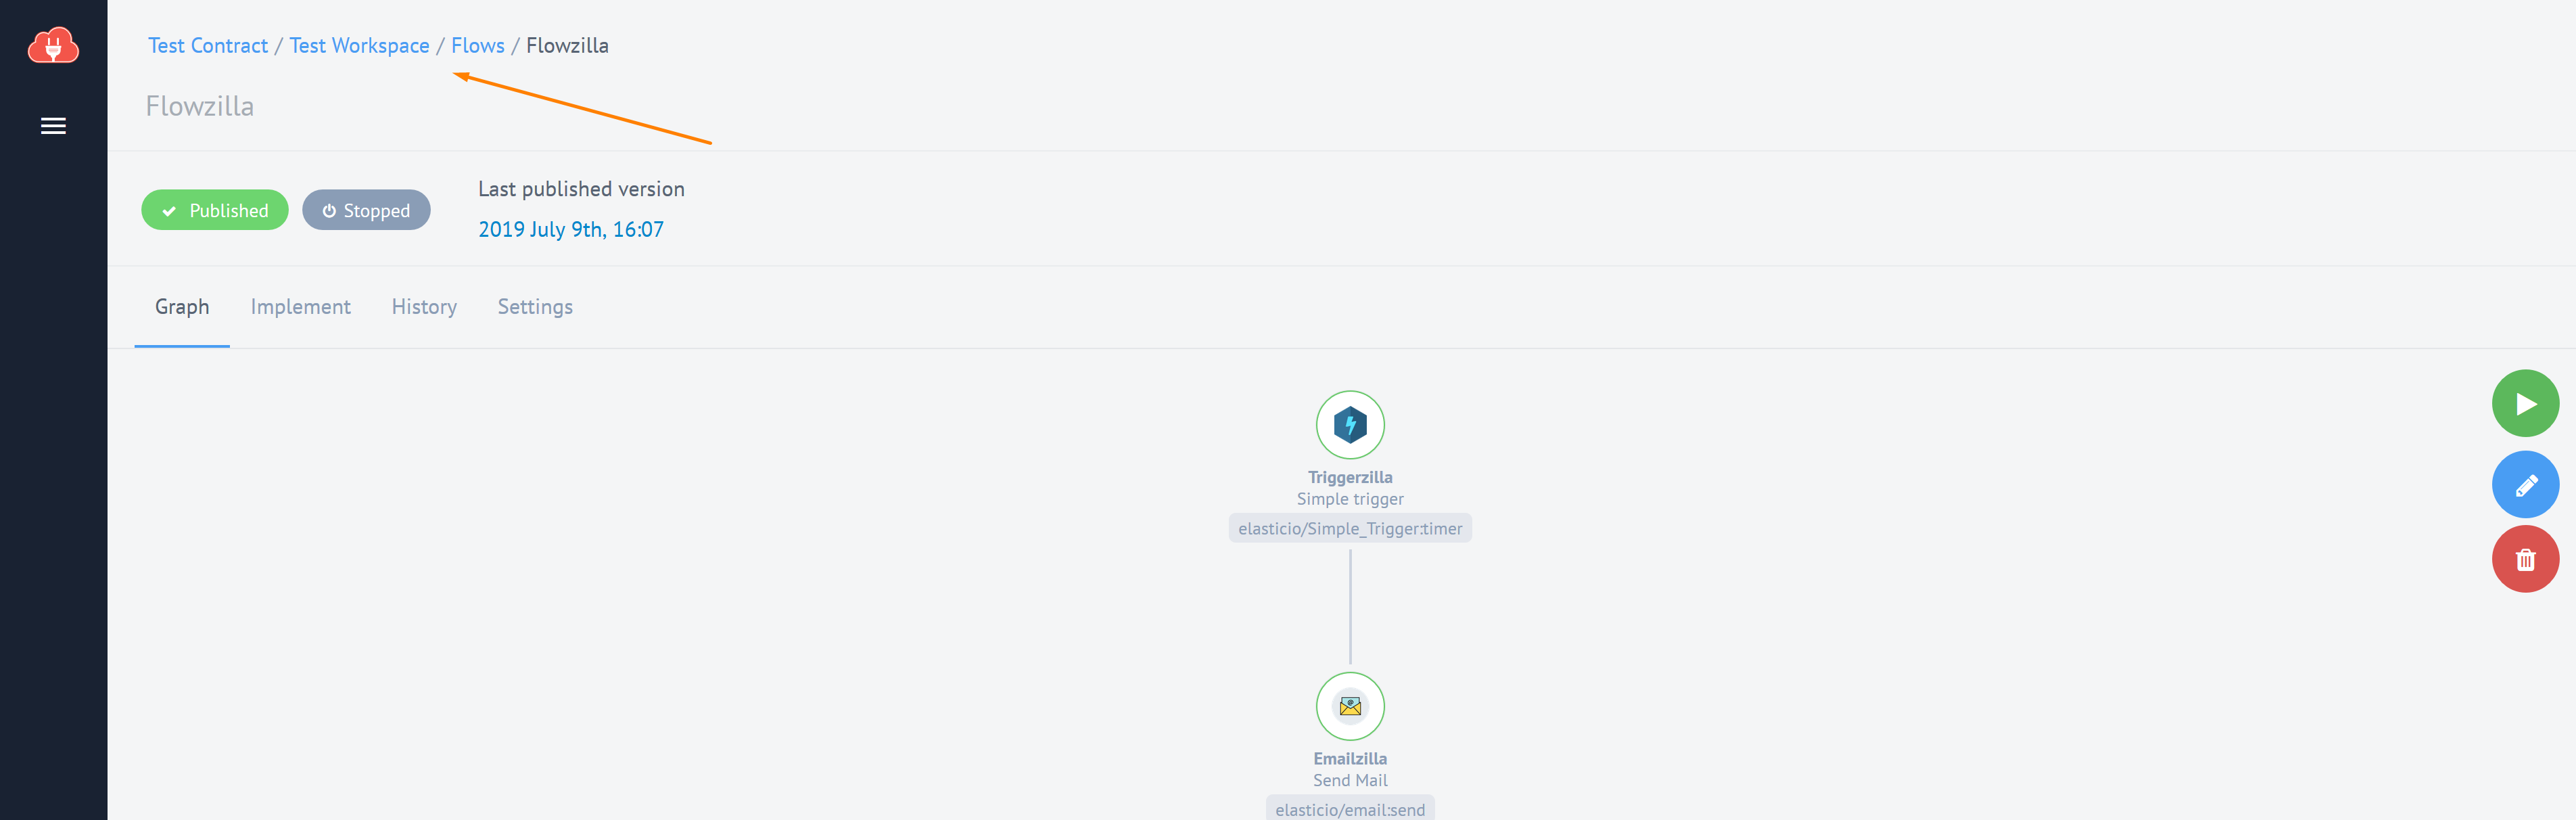 Test Contract / Test Workspace / Flows / Flowzilla
Flowzilla
Published
Stopped
Last published version
2019 July 9th, 16:07
Graph
Implement
History
Settings
Triggerzilla
Simple trigger
elasticio/Simple_Trigger:timer
Emailzilla
Send Mail
elasticio/email:send